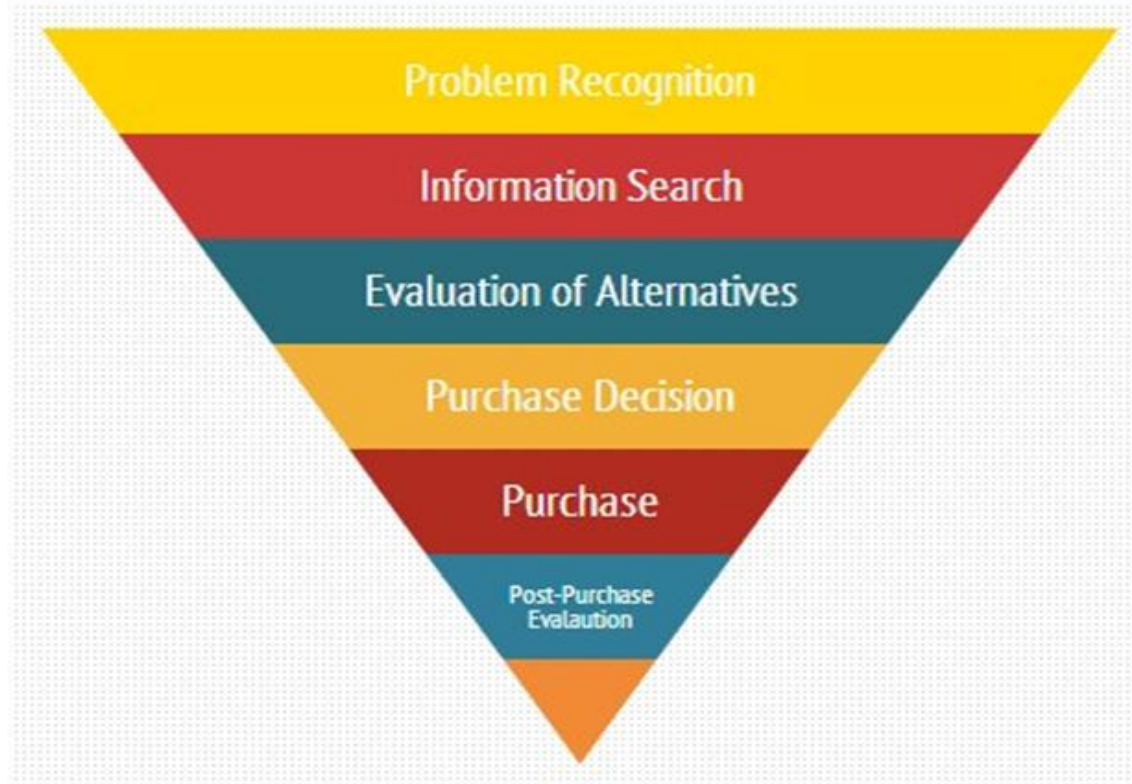 Problem Recognition
Information Search
Evaluation of Alternatives
Purchase Decision
Purchase
Post-Purchase
Evalaution